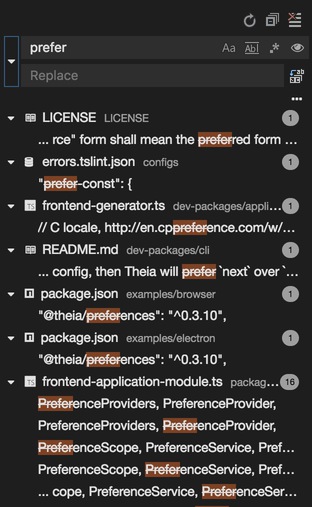 prefer
Aa Abl .*
Replace
...
LICENSE LICENSE 1
... rce" form shall mean the preferred form ...
errors.tslint.json configs 1
"prefer-const": {
TS frontend-generator.ts dev-packages/appli... 1
// C locale, http://en.cppreference.com/w/...
README.md dev-packages/cli 1
... config, then Theia will prefer `next` over `...
package.json examples/browser 1
"@theia/preferences": "^0.3.10",
package.json examples/electron 1
"@theia/preferences": "^0.3.10",
TS frontend-application-module.ts packag... 16
PreferenceProviders, PreferenceProvider,
PreferenceProviders, PreferenceProvider,
PreferenceScope, PreferenceService, Pref...
PreferenceScope, PreferenceService, Pref...
... cope, PreferenceService, PreferenceSer...